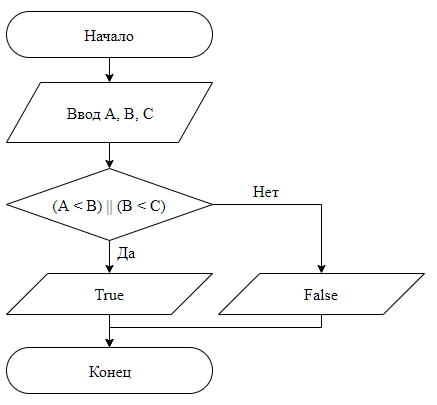 Начало
Ввод A, B, C
(A < B) || (B < C)
Нет
Да
True
False
Конец